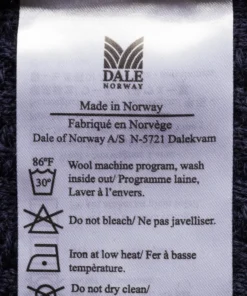 DALE
NORWAY
Made in Norway
Fabriqué en Norvège
Dale of Norway A/S N-5721 Dalekvam
86°F
30°
Wool machine program, wash
inside out/ Programme laine,
Laver à l'envers.
Do not bleach/ Ne pas javelliser.
Iron at low heat/ Fer à basse
température.
Do not dry clean/